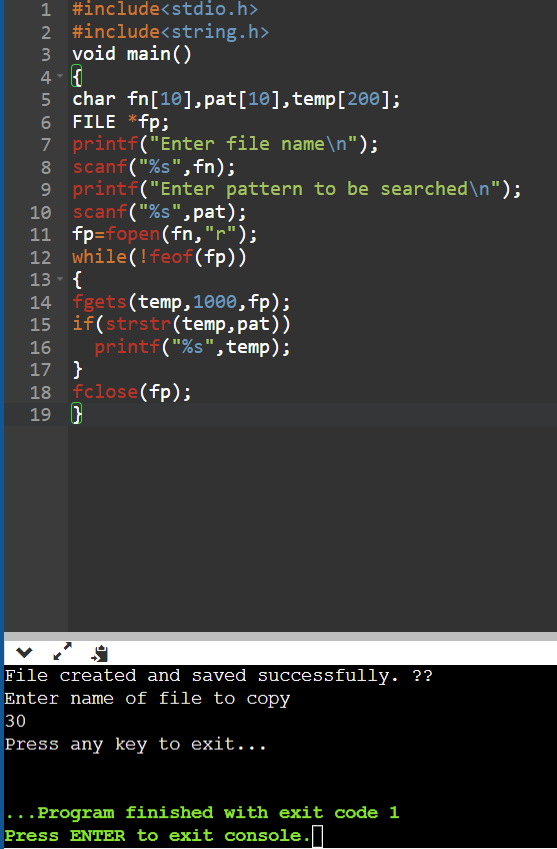 1 #include<stdio.h>
2 #include<string.h>
3 void main()
4 {
5 char fn[10],pat[10],temp[200];
6 FILE *fp;
7 printf("Enter file name\n");
8 scanf("%s",fn);
9 printf("Enter pattern to be searched\n");
10 scanf("%s",pat);
11 fp=fopen(fn,"r");
12 while(!feof(fp))
13 {
14 fgets(temp,1000,fp);
15 if(strstr(temp,pat))
16   printf("%s",temp);
17 }
18 fclose(fp);
19 }
File created and saved successfully. ??
Enter name of file to copy
30
Press any key to exit...
...Program finished with exit code 1
Press ENTER to exit console.